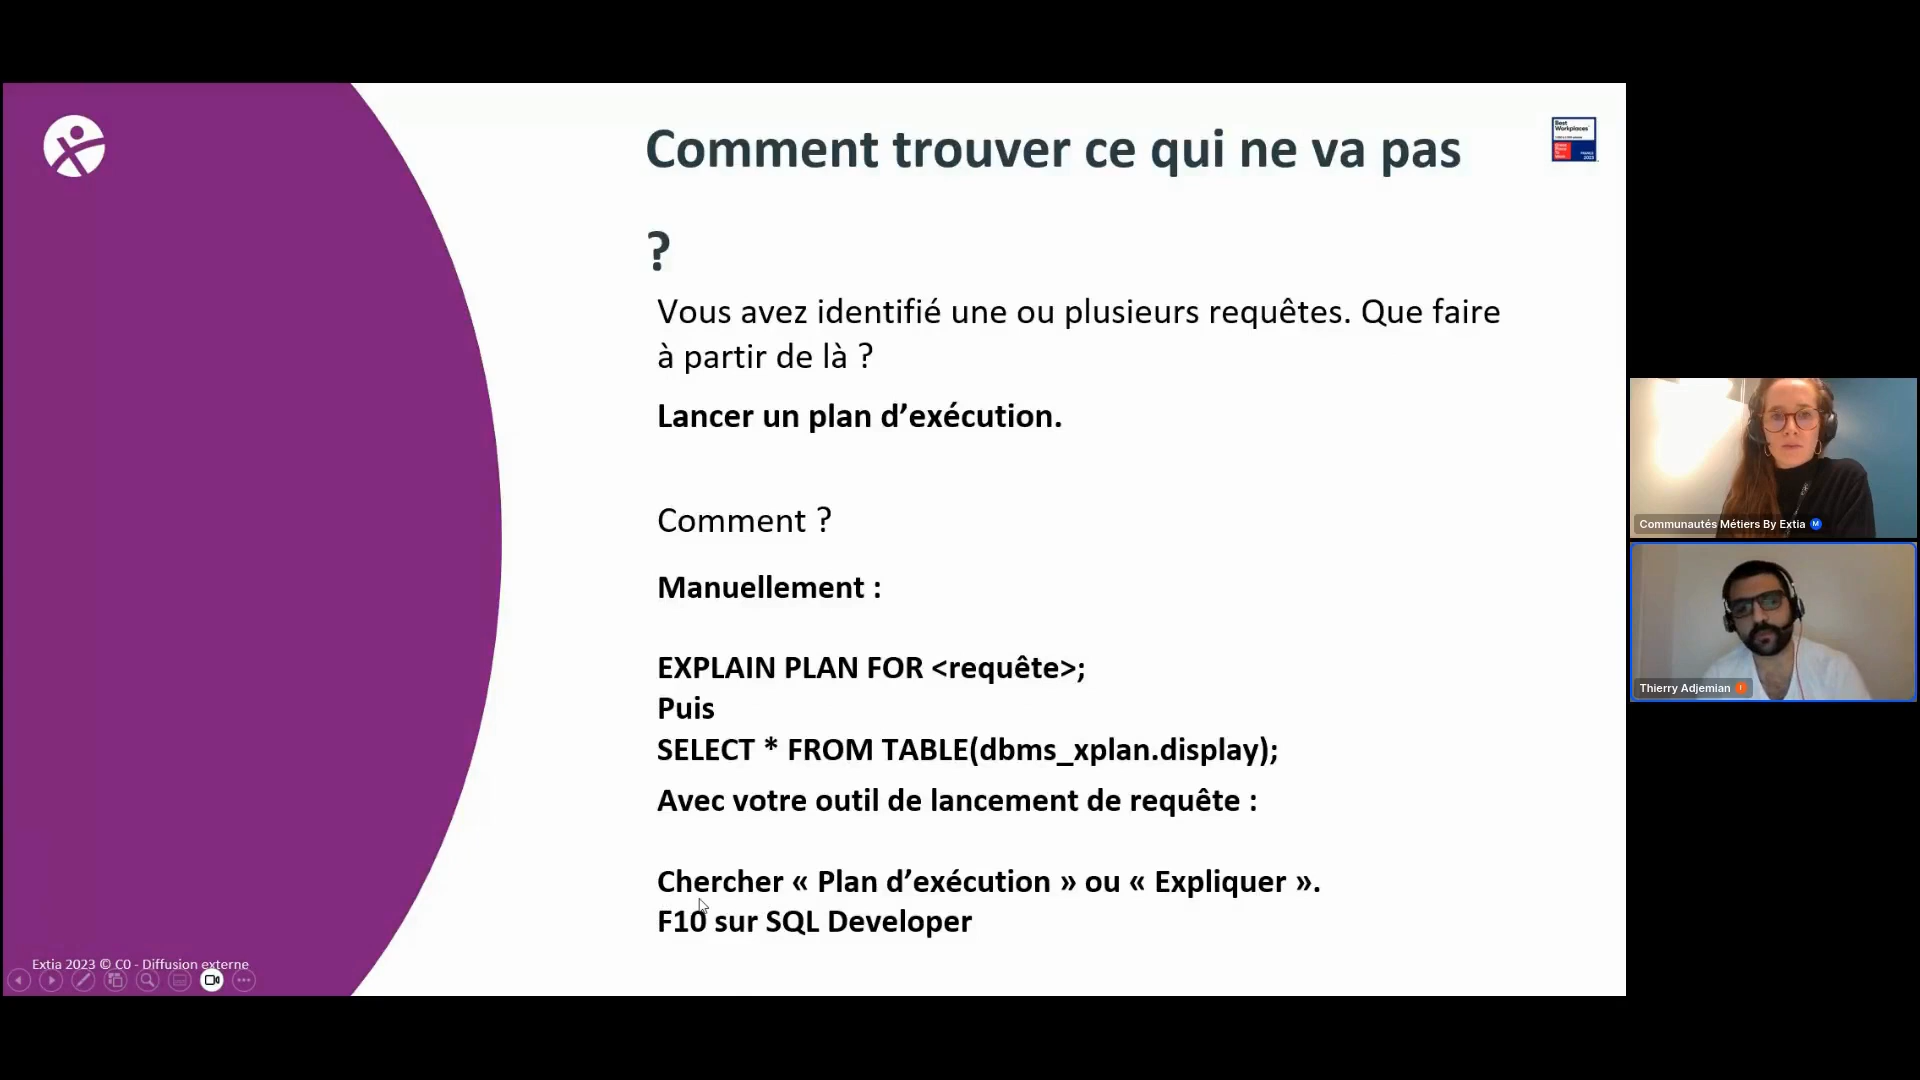 Comment trouver ce qui ne va pas
?
Best
Workplaces
FRANCE
2023
Vous avez identifié une ou plusieurs requêtes. Que faire
à partir de là ?
Lancer un plan d’exécution.
Comment ?
Manuellement :
EXPLAIN PLAN FOR <requête>;
Puis
SELECT * FROM TABLE(dbms_xplan.display);
Avec votre outil de lancement de requête :
Chercher « Plan d’exécution » ou « Expliquer ».
F10 sur SQL Developer
Extia 2023 © C0 - Diffusion externe
Communautés Métiers By Extia
Thierry Adjemian